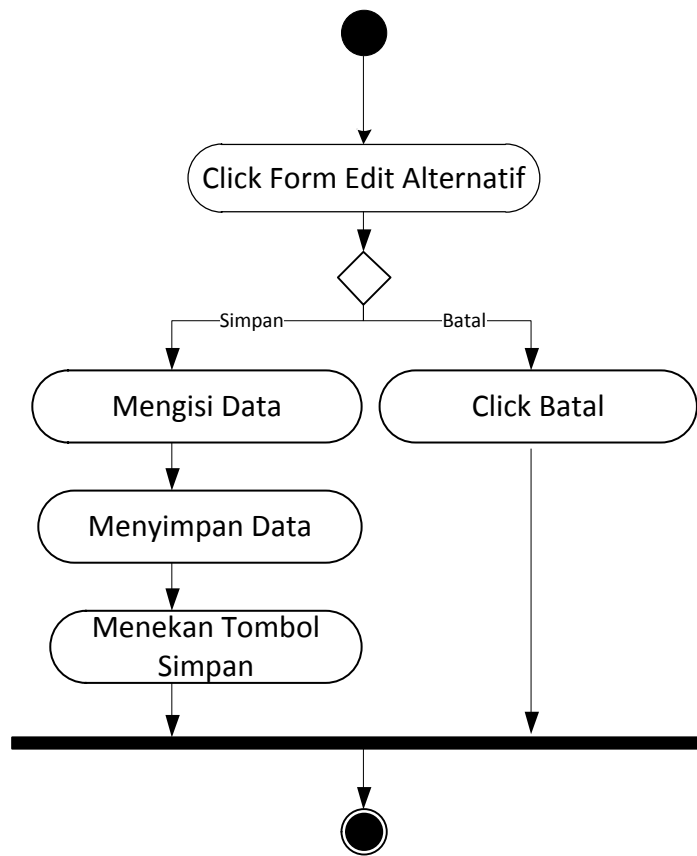 Click Form Edit Alternatif
Simpan
Batal
Mengisi Data
Click Batal
Menyimpan Data
Menekan Tombol
Simpan